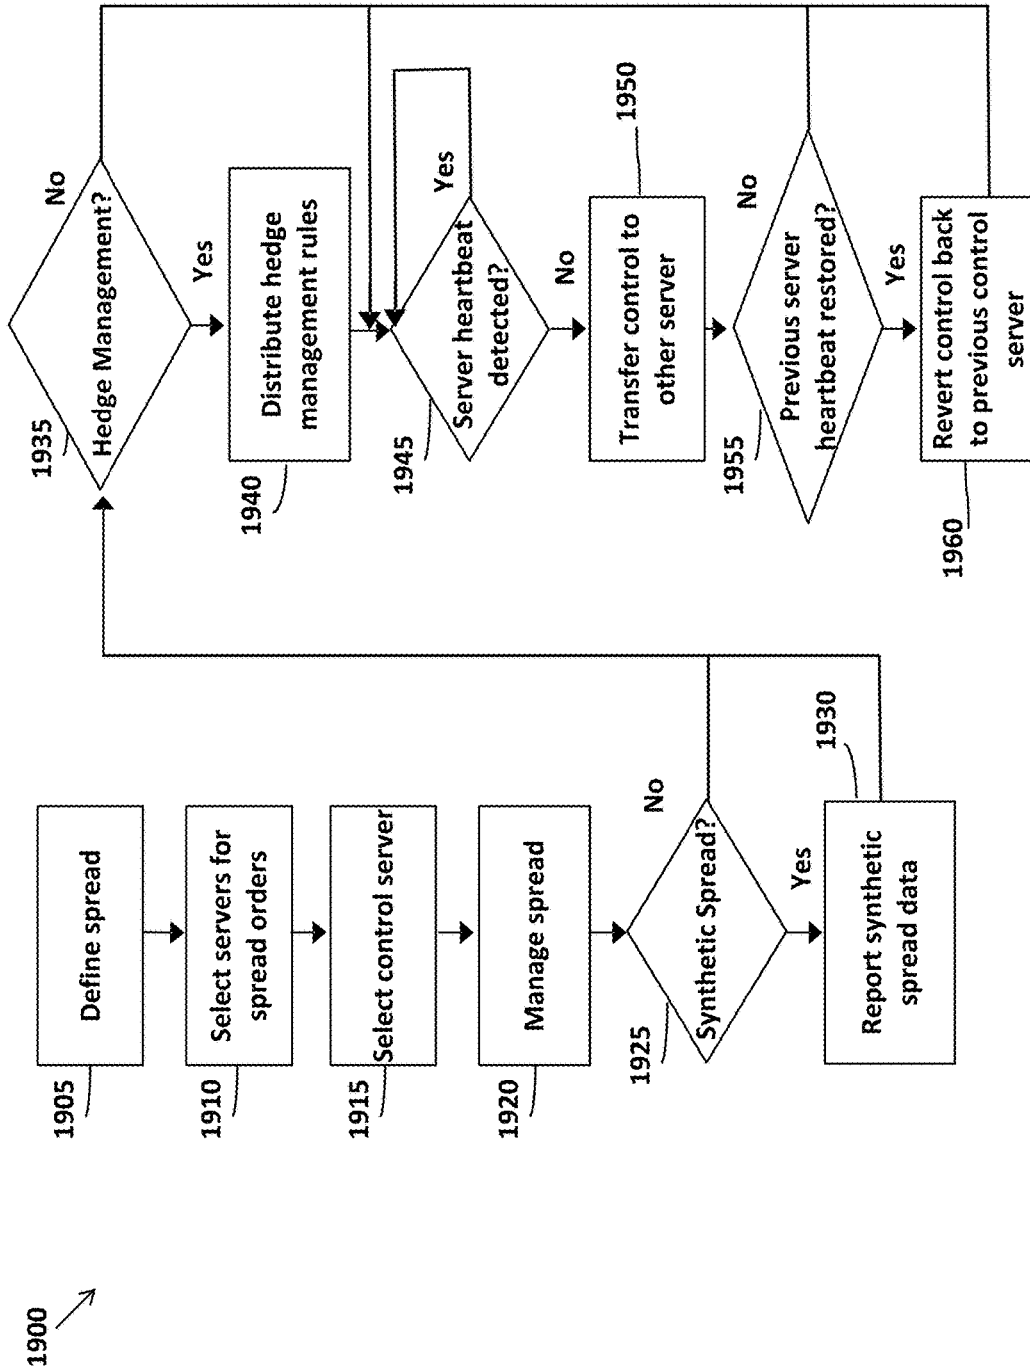 1900
1905
Define spread
1910
Select servers for
spread orders
1915
Select control server
1920
Manage spread
1925
Synthetic Spread?
No
Yes
1930
Report synthetic
spread data
1935
Hedge Management?
No
Yes
1940
Distribute hedge
management rules
1945
Server heartbeat
detected?
Yes
No
1950
Transfer control to
other server
1955
Previous server
heartbeat restored?
No
Yes
1960
Revert control back
to previous control
server